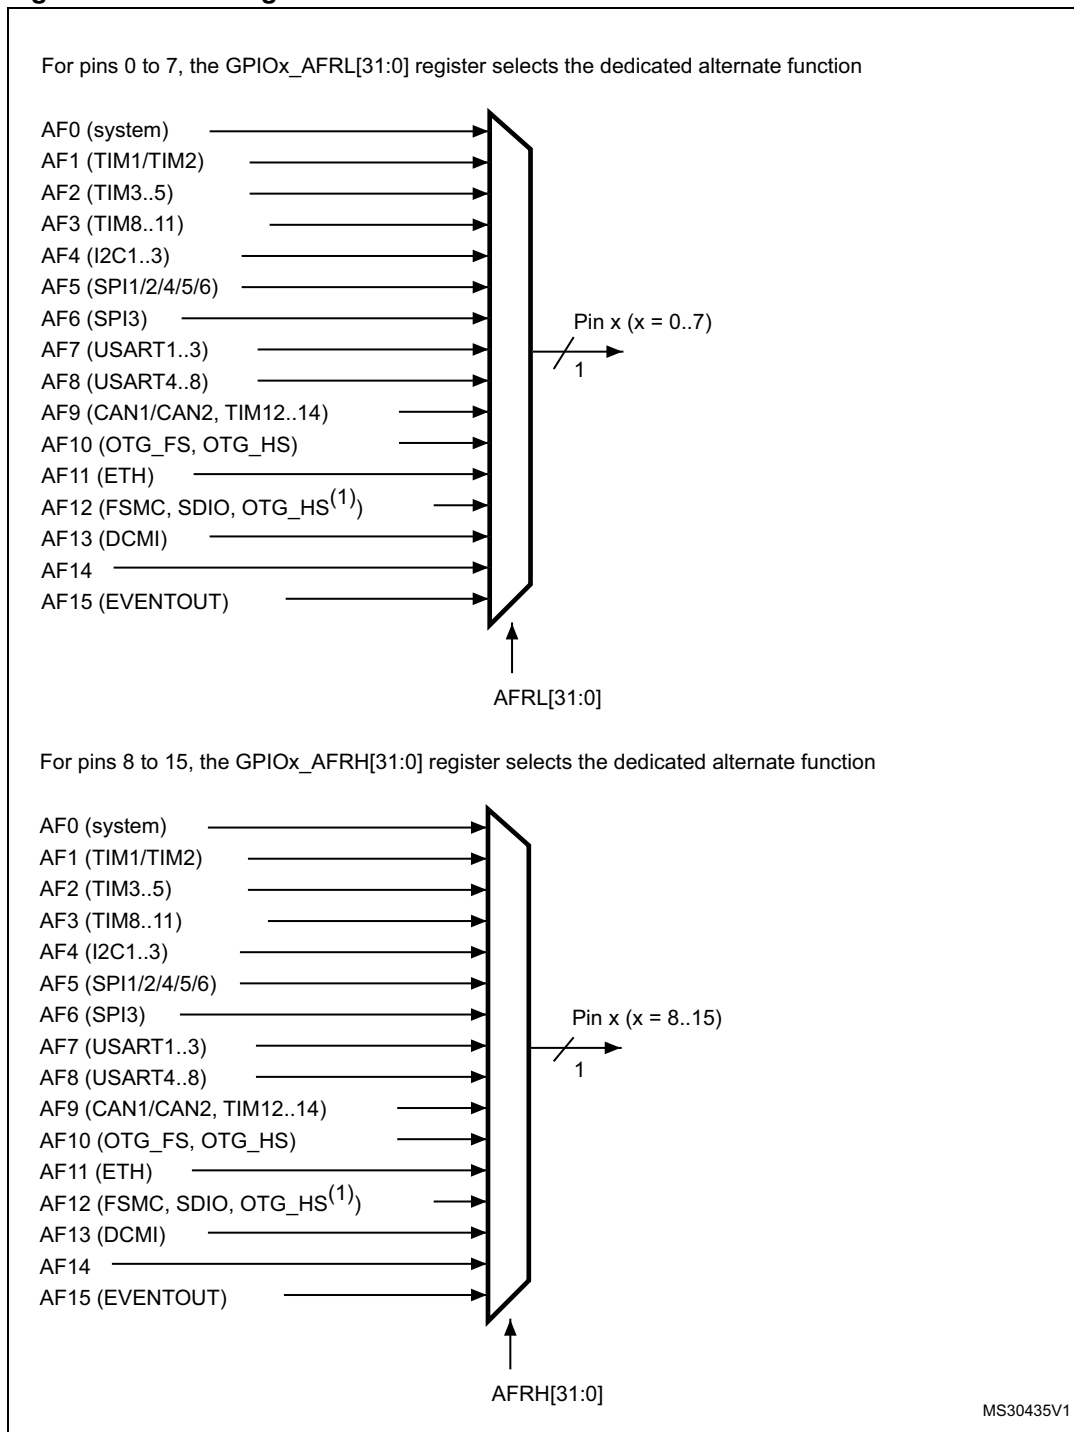 For pins 0 to 7, the GPIOx_AFRL[31:0] register selects the dedicated alternate function
AF0 (system)
AF1 (TIM1/TIM2)
AF2 (TIM3..5)
AF3 (TIM8..11)
AF4 (I2C1..3)
AF5 (SPI1/2/4/5/6)
AF6 (SPI3)
AF7 (USART1..3)
AF8 (USART4..8)
AF9 (CAN1/CAN2, TIM12..14)
AF10 (OTG_FS, OTG_HS)
AF11 (ETH)
AF12 (FSMC, SDIO, OTG_HS(1))
AF13 (DCMI)
AF14
AF15 (EVENTOUT)
Pin x (x = 0..7)
1
AFRL[31:0]
For pins 8 to 15, the GPIOx_AFRH[31:0] register selects the dedicated alternate function
AF0 (system)
AF1 (TIM1/TIM2)
AF2 (TIM3..5)
AF3 (TIM8..11)
AF4 (I2C1..3)
AF5 (SPI1/2/4/5/6)
AF6 (SPI3)
AF7 (USART1..3)
AF8 (USART4..8)
AF9 (CAN1/CAN2, TIM12..14)
AF10 (OTG_FS, OTG_HS)
AF11 (ETH)
AF12 (FSMC, SDIO, OTG_HS(1))
AF13 (DCMI)
AF14
AF15 (EVENTOUT)
Pin x (x = 8..15)
1
AFRH[31:0]
MS30435V1